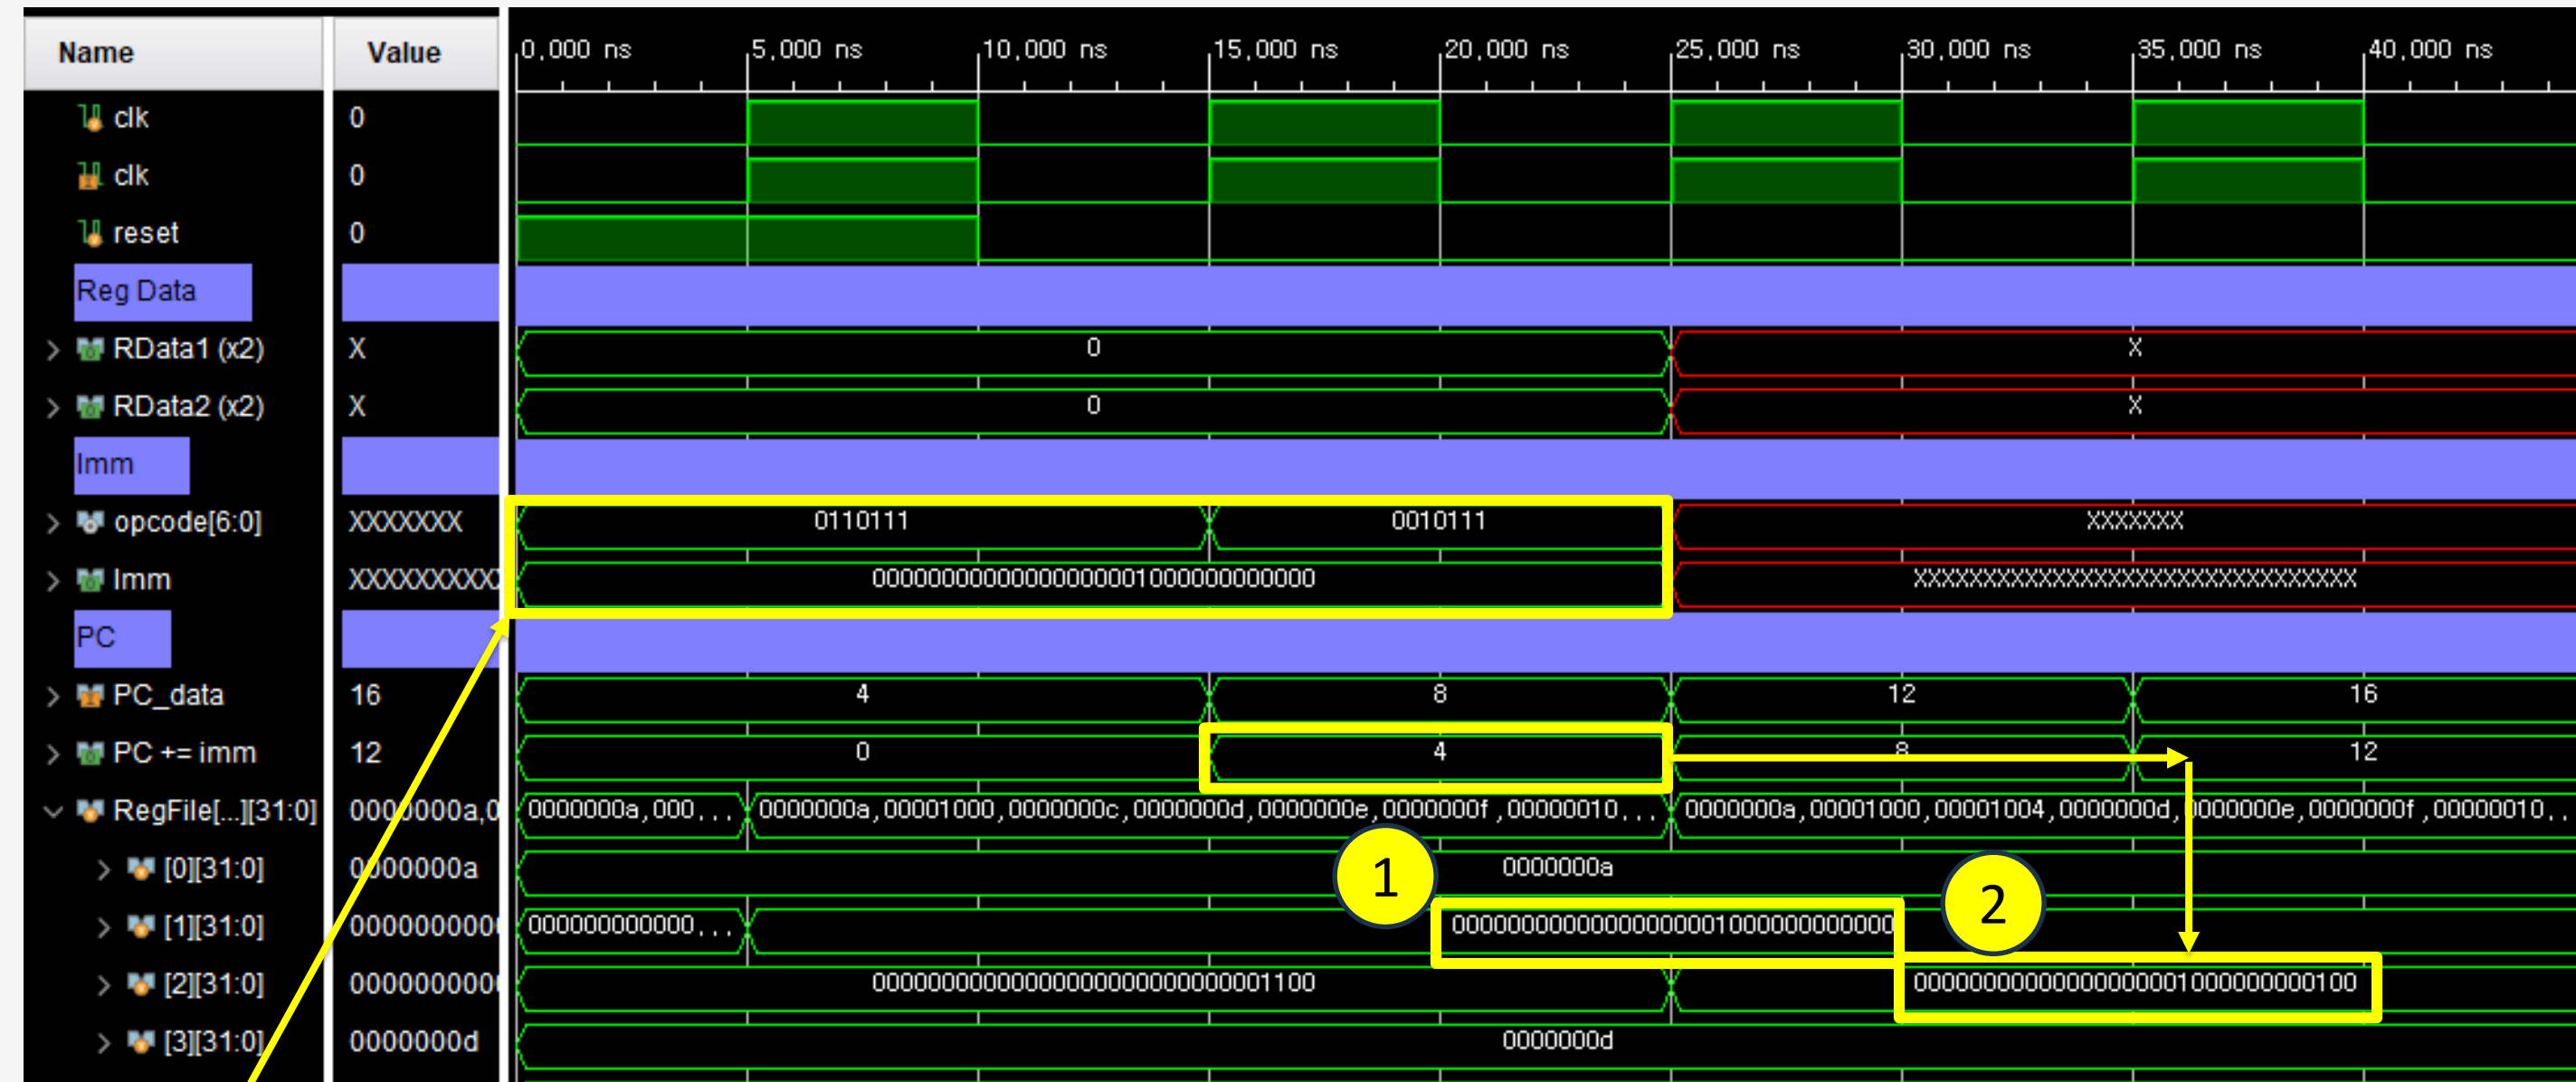 Name Value 0,000 ns 5,000 ns 10,000 ns 15,000 ns 20,000 ns 25,000 ns 30,000 ns 35,000 ns 40,000 ns
clk 0
clk 0
reset 0
Reg Data
RData1 (x2) X 0 X
RData2 (x2) X 0 X
Imm
opcode[6:0] XXXXXXX 0110111 0010111 XXXXXXX
Imm XXXXXXXXXX 00000000000000000001000000000000 XXXXXXXXXXXXXXXXXXXXXXXXXXXXXXXX
PC
PC_data 16 4 8 12 16
PC += imm 12 0 4 8 12
RegFile[...][31:0] 0000000a,0 0000000a,000... 0000000a,00001000,0000000c,0000000d,0000000e,0000000f,00000010... 0000000a,00001000,00001004,0000000d,0000000e,0000000f,00000010..
[0][31:0] 0000000a 0000000a
1 2
[1][31:0] 0000000000 000000000000... 00000000000000000001000000000000
[2][31:0] 0000000000 00000000000000000000000000001100 00000000000000000001000000000100
[3][31:0] 0000000d 0000000d